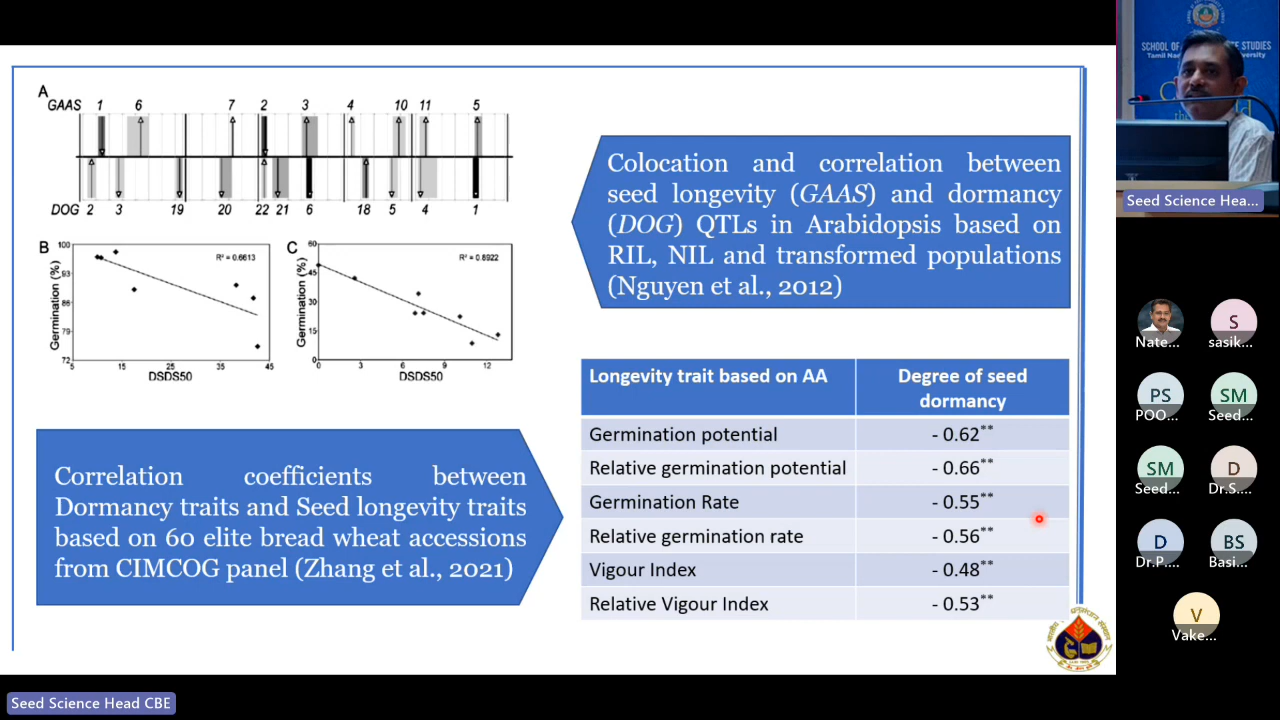 A
GAAS 1 6 7 2 3 4 10 11 5
DOG 2 3 19 20 22 21 6 18 5 4 1
B
R² = 0.6613
Germination (%)
100
93
86
79
72
5 15 25 35 45
DSDS50
C
R² = 0.8922
Germination (%)
60
45
30
15
0
0 3 6 9 12
DSDS50
Colocation and correlation between
seed longevity (GAAS) and dormancy
(DOG) QTLs in Arabidopsis based on
RIL, NIL and transformed populations
(Nguyen et al., 2012)
Correlation coefficients between
Dormancy traits and Seed longevity traits
based on 60 elite bread wheat accessions
from CIMCOG panel (Zhang et al., 2021)
Longevity trait based on AA
Degree of seed
dormancy
Germination potential - 0.62**
Relative germination potential - 0.66**
Germination Rate - 0.55**
Relative germination rate - 0.56**
Vigour Index - 0.48**
Relative Vigour Index - 0.53**
SCHOOL OF
STUDIES
Tamil
Seed Science Hea...
Nate...
S
sasik...
PS
POO...
SM
Seed...
SM
Seed...
D
Dr.S....
D
Dr.P....
BS
Basi...
V
Vake...
Seed Science Head CBE